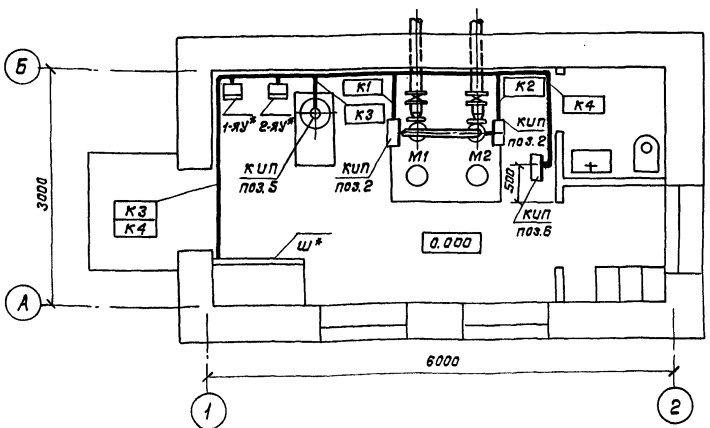 Б
К1
К2
К3
К4
1-ЯУ*
2-ЯУ*
КИП
поз.5
КИП
поз.2
М1
М2
КИП
поз.2
500
КИП
поз.6
3000
К3
К4
Ш*
0.000
А
6000
1
2